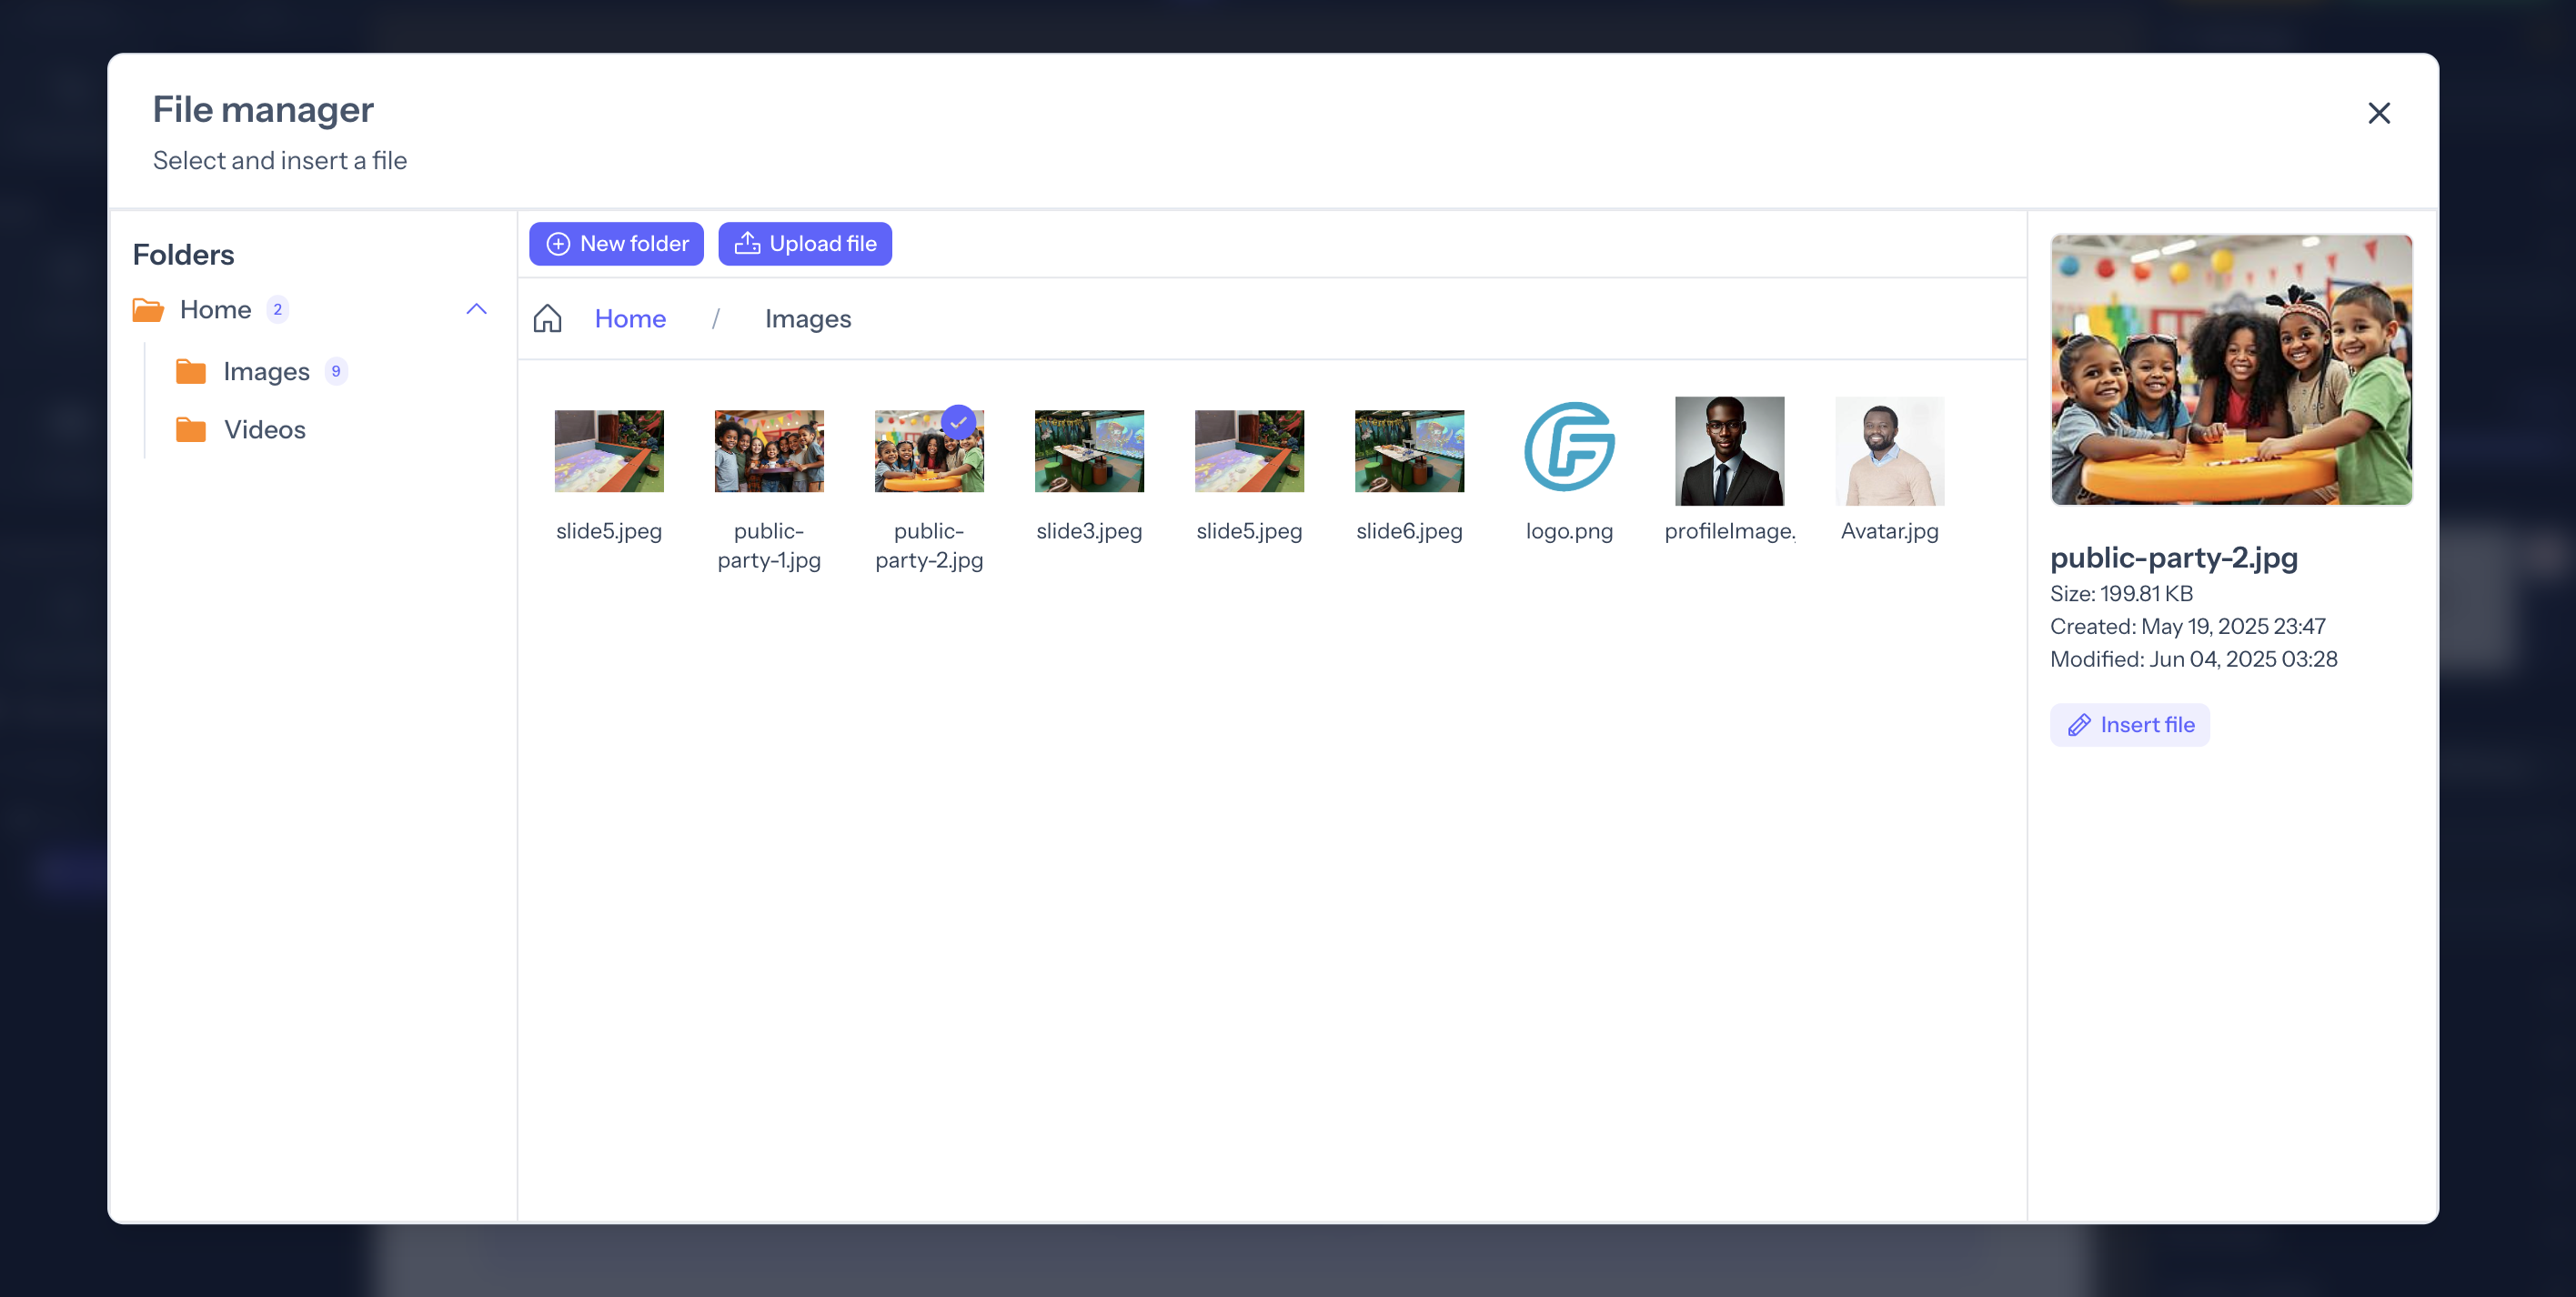 File manager
Select and insert a file
Folders
Home 2
Images 9
Videos
New folder
Upload file
Home / Images
slide5.jpeg
public-
party-1.jpg
public-
party-2.jpg
slide3.jpeg
slide5.jpeg
slide6.jpeg
logo.png
profileImage.
Avatar.jpg
public-party-2.jpg
Size: 199.81 KB
Created: May 19, 2025 23:47
Modified: Jun 04, 2025 03:28
Insert file